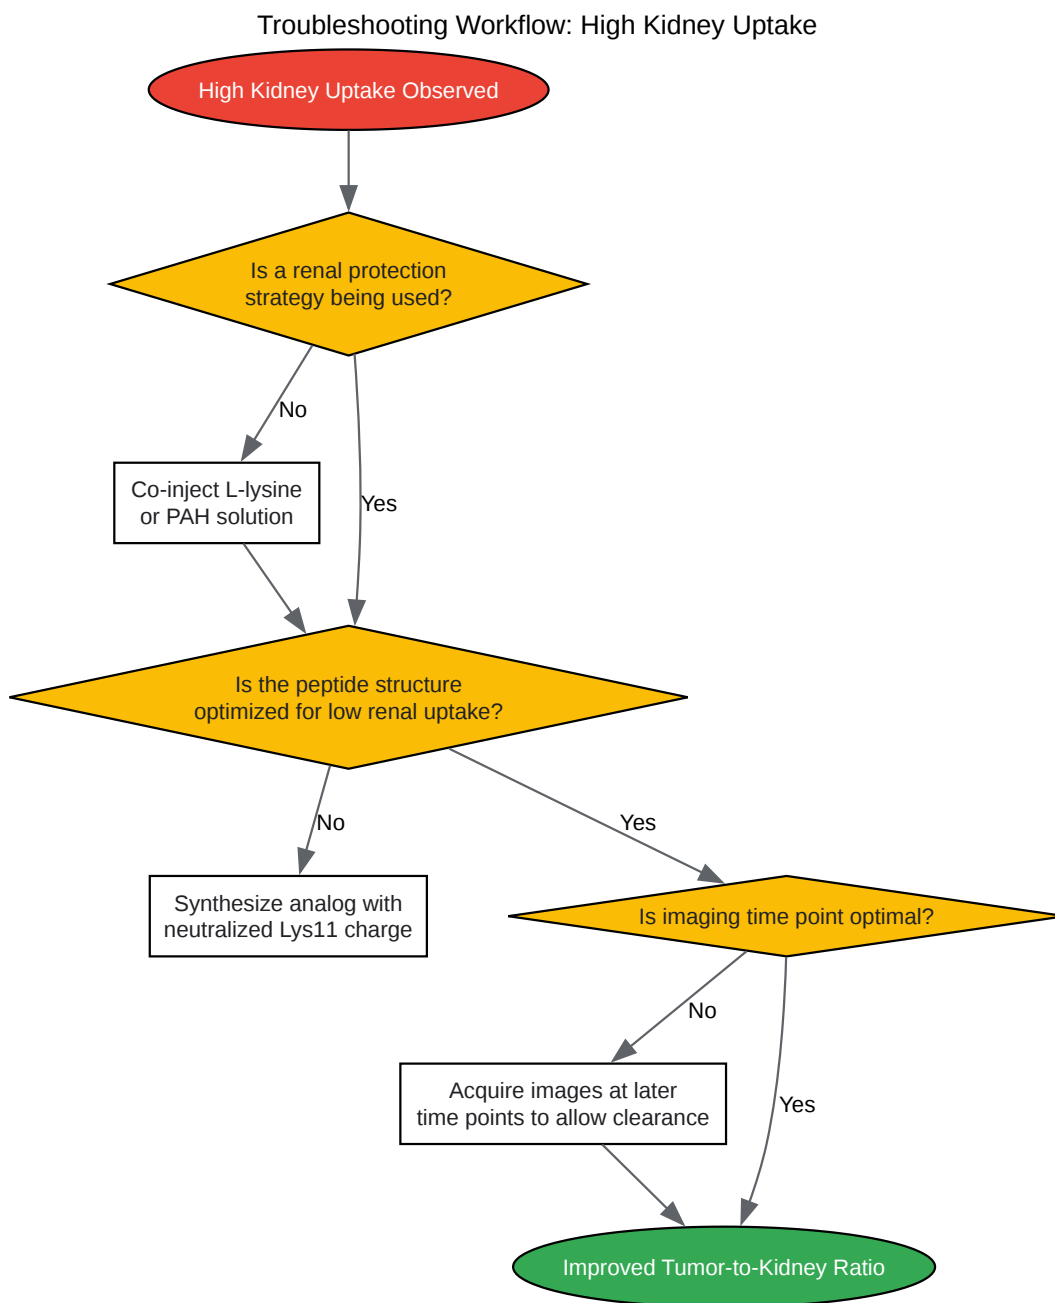 Troubleshooting Workflow: High Kidney Uptake
High Kidney Uptake Observed
Is a renal protection
strategy being used?
No
Yes
Co-inject L-lysine
or PAH solution
Is the peptide structure
optimized for low renal uptake?
No
Yes
Synthesize analog with
neutralized Lys11 charge
Is imaging time point optimal?
No
Yes
Acquire images at later
time points to allow clearance
Improved Tumor-to-Kidney Ratio